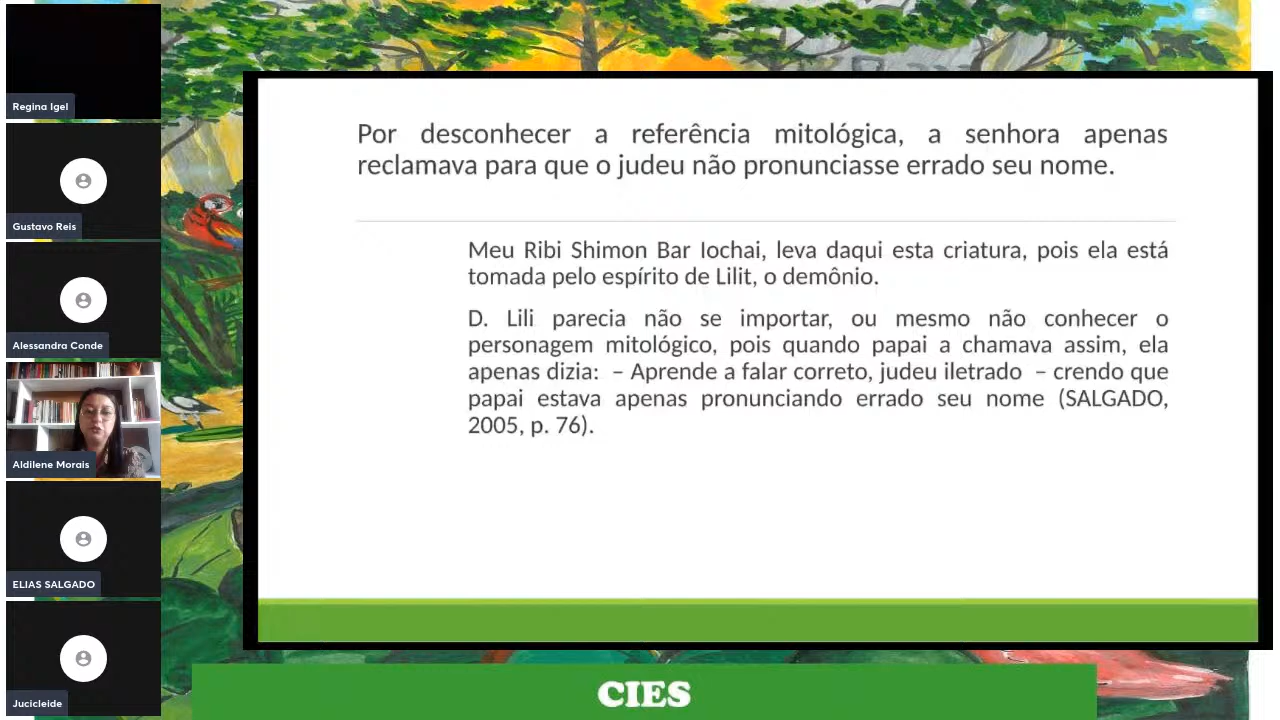 Regina Igel
Gustavo Reis
Alessandra Conde
Aldilene Morais
ELIAS SALGADO
Jucicleide
Por desconhecer a referência mitológica, a senhora apenas
reclamava para que o judeu não pronunciasse errado seu nome.
Meu Ribi Shimon Bar Iochai, leva daqui esta criatura, pois ela está
tomada pelo espírito de Lilit, o demônio.
D. Lili parecia não se importar, ou mesmo não conhecer o
personagem mitológico, pois quando papai a chamava assim, ela
apenas dizia: – Aprende a falar correto, judeu iletrado – crendo que
papai estava apenas pronunciando errado seu nome (SALGADO,
2005, p. 76).
CIES